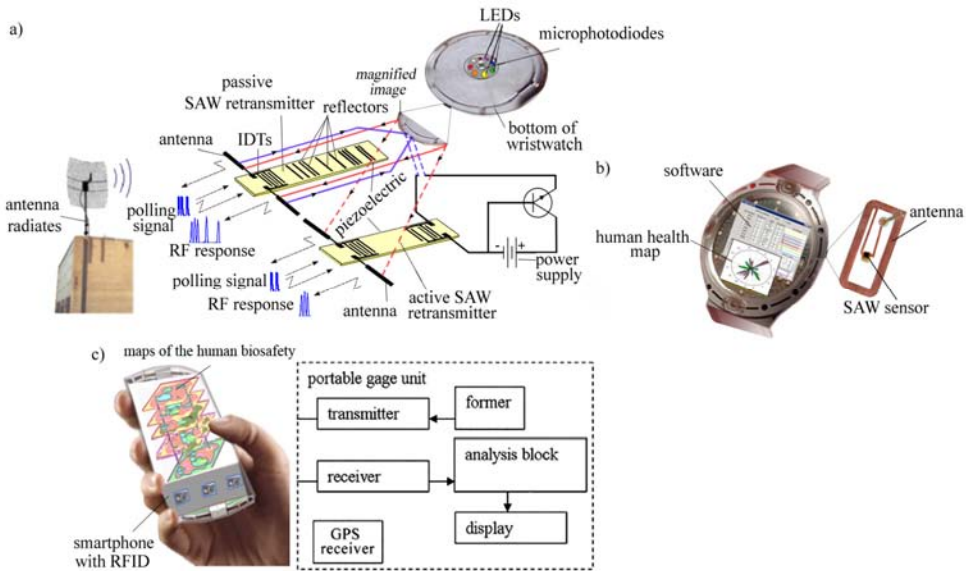 a)
LEDs
microphotodiodes
magnified
image
bottom of
wristwatch
passive
SAW retransmitter
reflectors
antenna
IDTs
antenna
radiates
polling
signal
RF response
piezoelectric
- +
power
supply
polling signal
RF response
antenna
active SAW
retransmitter
b)
software
human health
map
antenna
SAW sensor
c)
maps of the human biosafety
smartphone
with RFID
portable gage unit
transmitter
former
receiver
analysis block
display
GPS
receiver